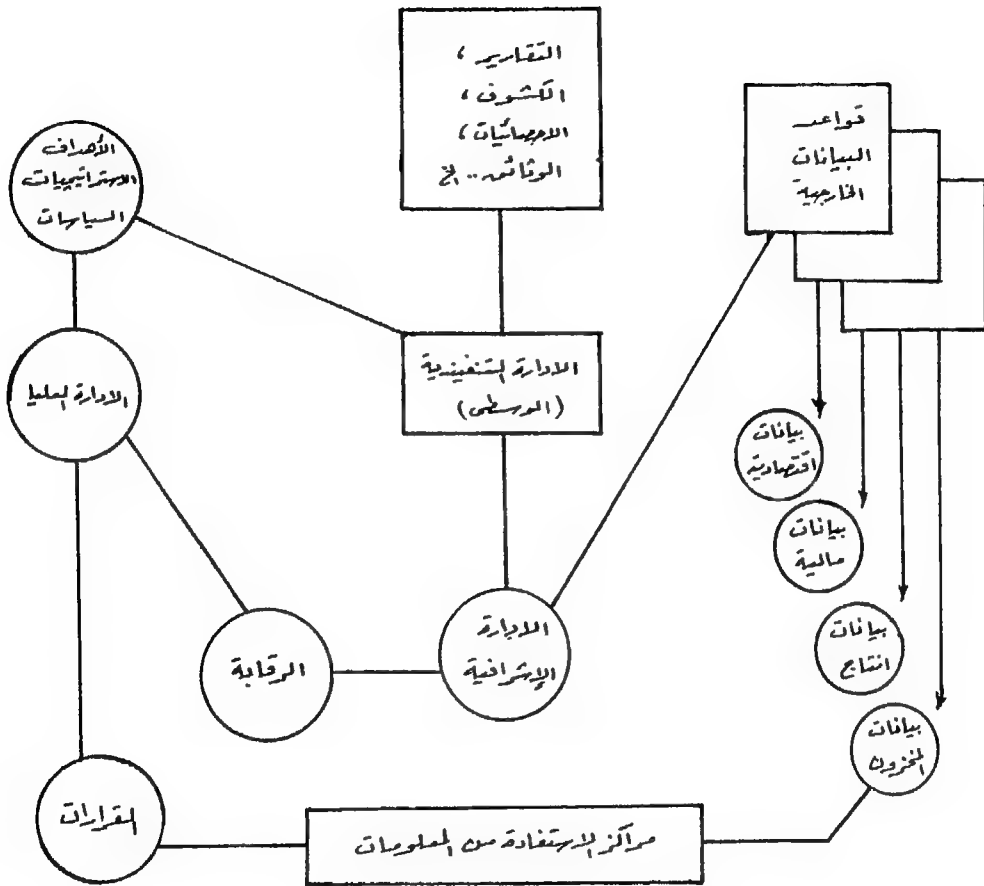 التقارير ،
الكشوف ،
الاحصائيات ،
الوثائق .. الخ
قواعد
البيانات
الخارجية
الأهداف
الاستراتيجيات
السياسات
الادارة التنفيذية
(الوسطى)
الادارة العليا
بيانات
اقتصادية
بيانات
مالية
بيانات
انتاج
بيانات
المخزون
الادارة
الإشرافية
الرقابة
القرارات
مراكز الاستفادة من المعلومات